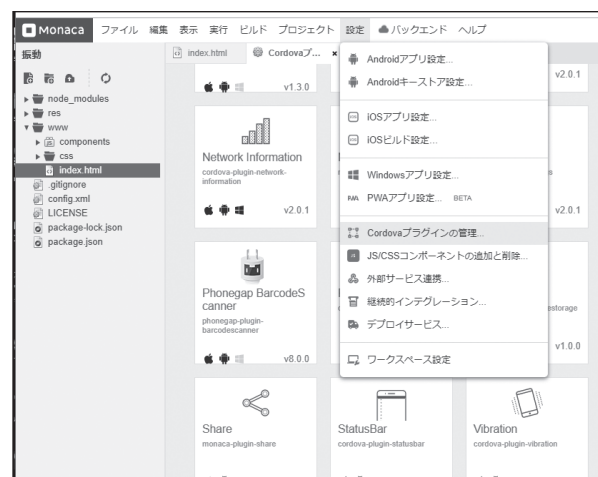 Monaca ファイル 編集 表示 実行 ビルド プロジェクト 設定 バックエンド ヘルプ
振動
index.html
Cordovaプ... ×
node_modules
res
www
components
css
index.html
.gitignore
config.xml
LICENSE
package-lock.json
package.json
v1.3.0
v2.0.1
Network Information
cordova-plugin-network-
information
v2.0.1
v2.0.1
Phonegap BarcodeS
canner
phonegap-plugin-
barcodescanner
v8.0.0
estorage
v1.0.0
Share
monaca-plugin-share
StatusBar
cordova-plugin-statusbar
Vibration
cordova-plugin-vibration
Androidアプリ設定...
Androidキーストア設定...
iOSアプリ設定...
iOSビルド設定...
Windowsアプリ設定...
PWAアプリ設定... BETA
Cordovaプラグインの管理...
JS/CSSコンポーネントの追加と削除...
外部サービス連携...
継続的インテグレーション...
デプロイサービス...
ワークスペース設定